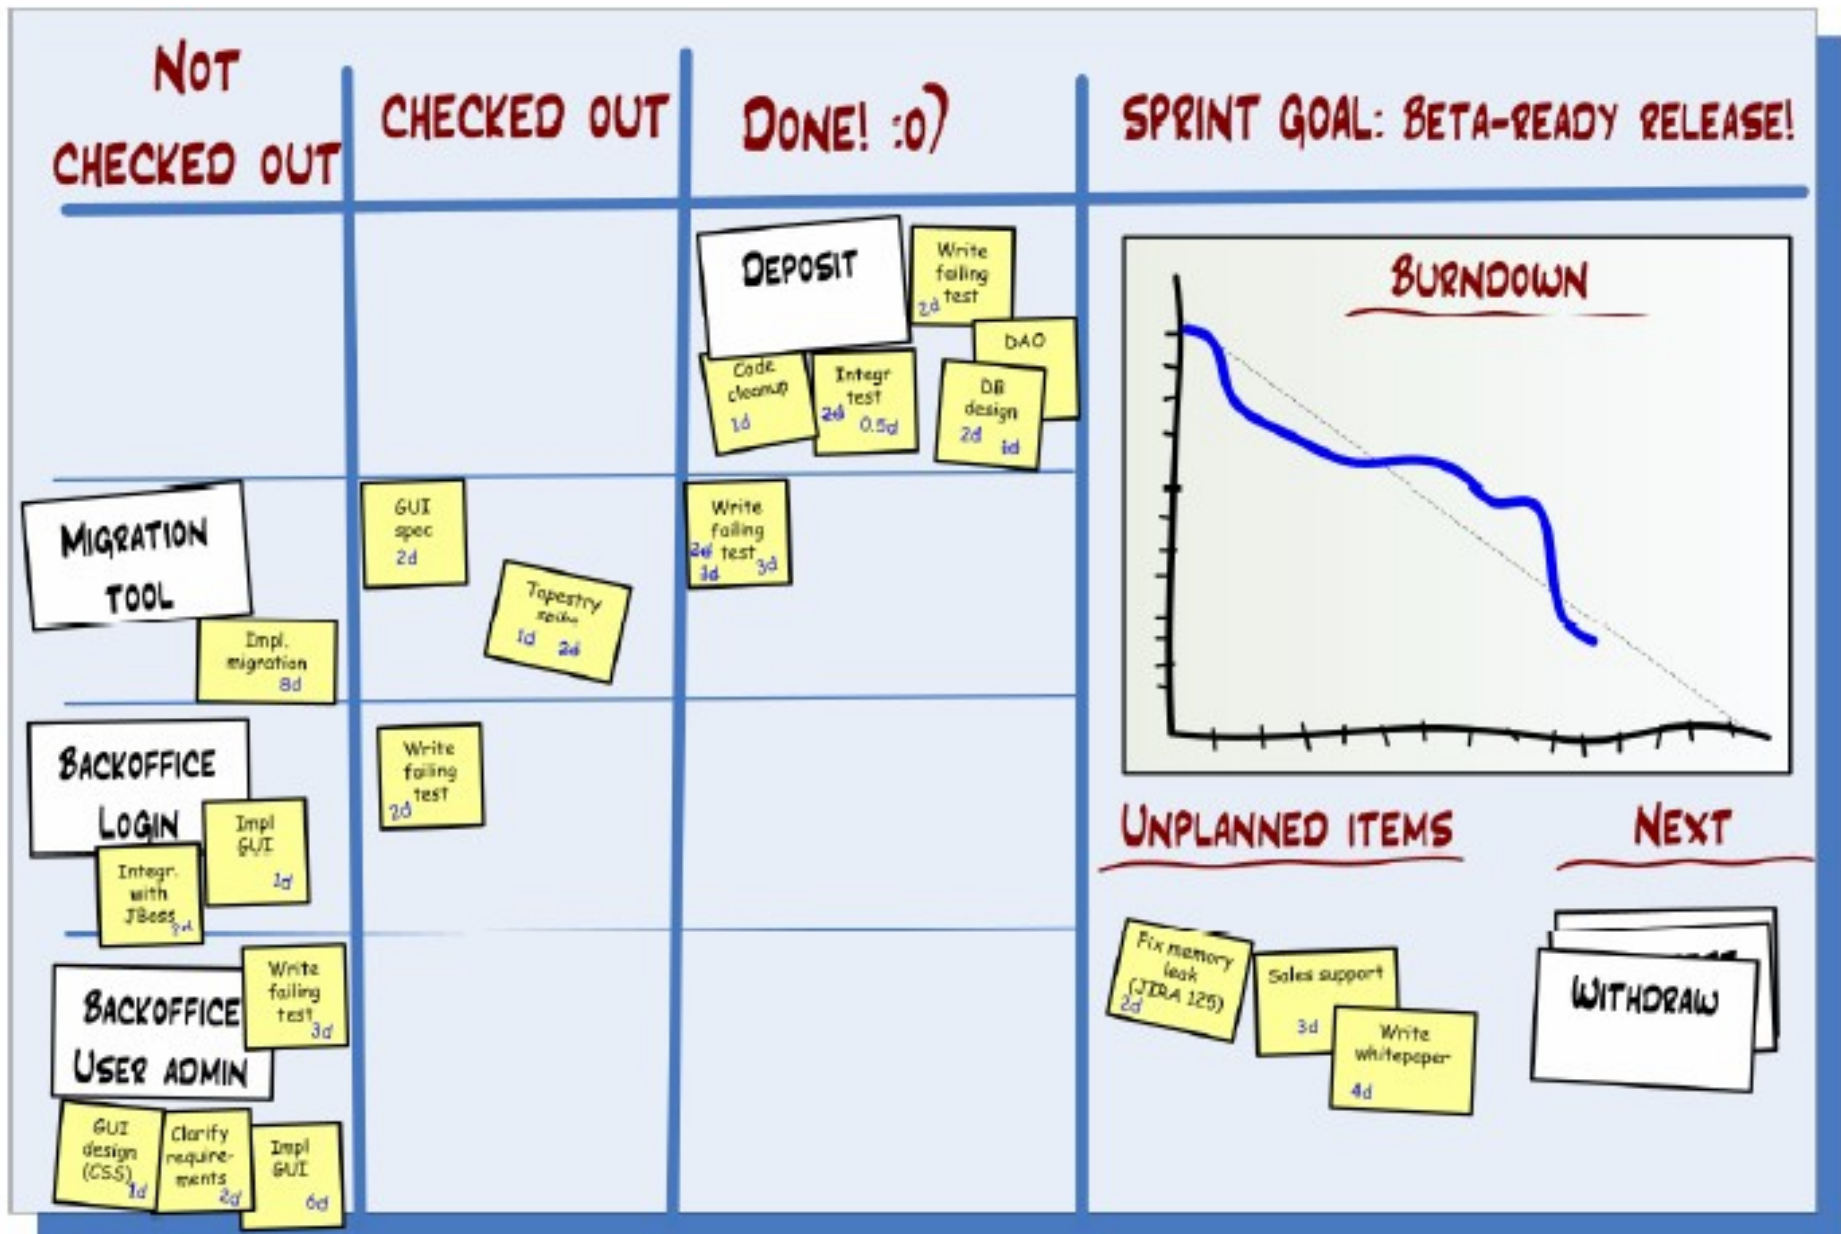 NOT
CHECKED OUT
CHECKED OUT
DONE! :o)
SPRINT GOAL: BETA-READY RELEASE!
DEPOSIT
Write
failing
test
2d
DAO
Code
cleanup
1d
Integr
test
2d
0.5d
DB
design
2d
BURNDOWN
MIGRATION
TOOL
Impl.
migration
8d
GUI
spec
2d
Tapestry
spike
1d 2d
Write
failing
test
2d
3d
BACKOFFICE
LOGIN
Impl
GUI
1d
Integr.
with
JBoss
Write
failing
test
2d
BACKOFFICE
USER ADMIN
Write
failing
test
3d
GUI
design
(CSS)
1d
Clarify
require-
ments
2d
Impl
GUI
6d
UNPLANNED ITEMS
NEXT
Fix memory
leak
(JIRA 125)
2d
Sales support
3d
Write
whitepaper
4d
WITHDRAW